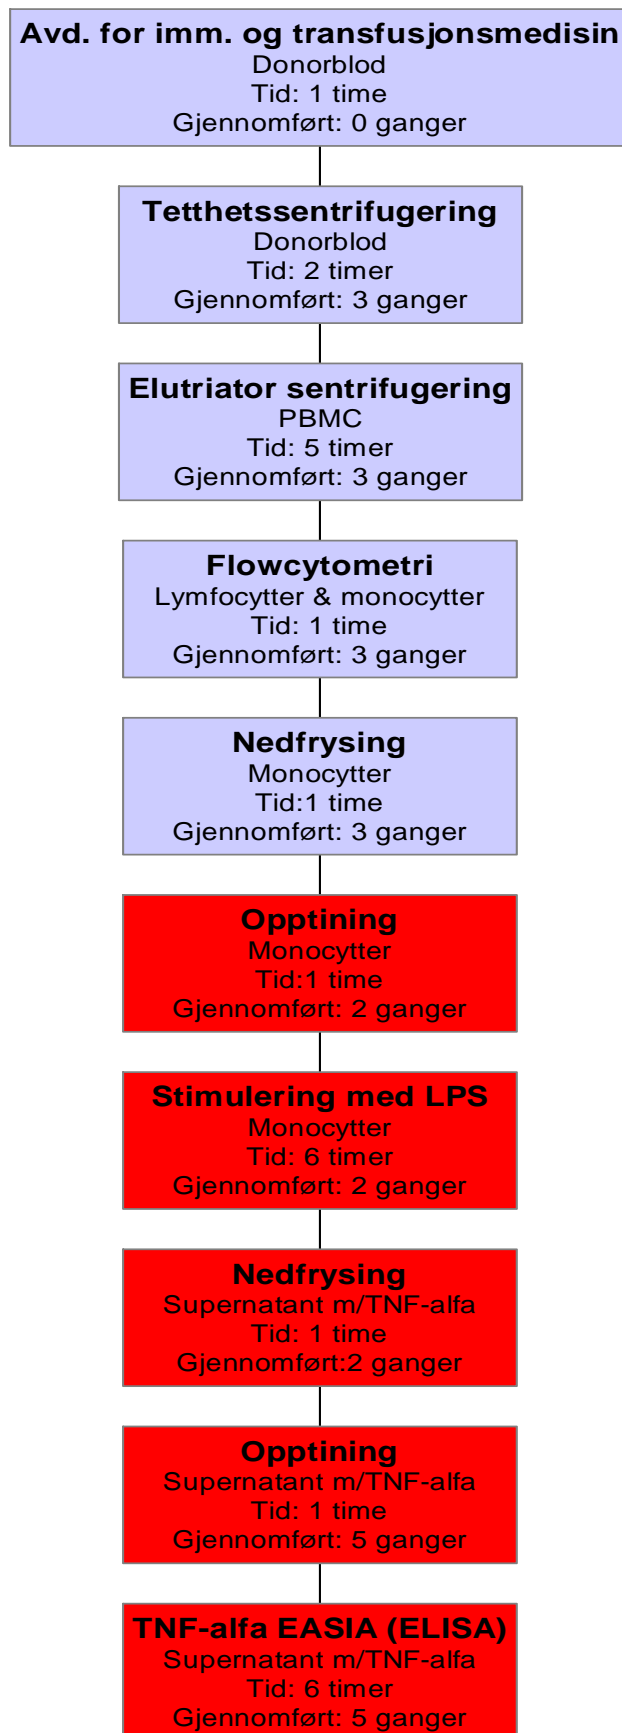 Avd. for imm. og transfusjonsmedisin
Donorblod
Tid: 1 time
Gjennomført: 0 ganger
Tetthetssentrifugering
Donorblod
Tid: 2 timer
Gjennomført: 3 ganger
Elutriator sentrifugering
PBMC
Tid: 5 timer
Gjennomført: 3 ganger
Flowcytometri
Lymfocytter & monocytter
Tid: 1 time
Gjennomført: 3 ganger
Nedfrysing
Monocytter
Tid:1 time
Gjennomført: 3 ganger
Opptining
Monocytter
Tid:1 time
Gjennomført: 2 ganger
Stimulering med LPS
Monocytter
Tid: 6 timer
Gjennomført: 2 ganger
Nedfrysing
Supernatant m/TNF-alfa
Tid: 1 time
Gjennomført:2 ganger
Opptining
Supernatant m/TNF-alfa
Tid: 1 time
Gjennomført: 5 ganger
TNF-alfa EASIA (ELISA)
Supernatant m/TNF-alfa
Tid: 6 timer
Gjennomført: 5 ganger